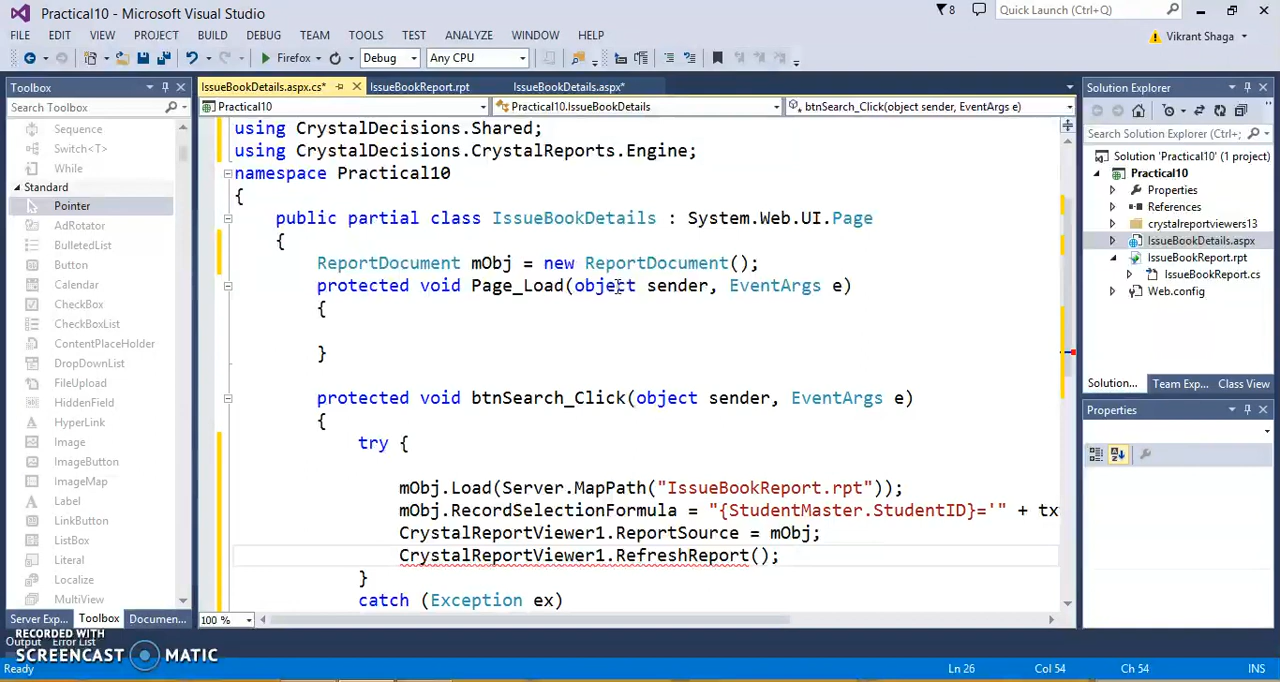 Practical10 - Microsoft Visual Studio
8
Quick Launch (Ctrl+Q)
FILE EDIT VIEW PROJECT BUILD DEBUG TEAM TOOLS TEST ANALYZE WINDOW HELP
Vikrant Shaga
Firefox Debug Any CPU
Toolbox
IssueBookDetails.aspx.cs* IssueBookReport.rpt IssueBookDetails.aspx*
Solution Explorer
Search Toolbox
Practical10 Practical10.IssueBookDetails btnSearch_Click(object sender, EventArgs e)
Sequence
Switch<T>
While
Standard
Pointer
AdRotator
BulletedList
Button
Calendar
CheckBox
CheckBoxList
ContentPlaceHolder
DropDownList
FileUpload
HiddenField
HyperLink
Image
ImageButton
ImageMap
Label
LinkButton
ListBox
Literal
Localize
MultiView
Server Exp... Toolbox Documen...
using CrystalDecisions.Shared;
using CrystalDecisions.CrystalReports.Engine;
namespace Practical10
{
public partial class IssueBookDetails : System.Web.UI.Page
{
ReportDocument mObj = new ReportDocument();
protected void Page_Load(object sender, EventArgs e)
{
}
protected void btnSearch_Click(object sender, EventArgs e)
{
try {
mObj.Load(Server.MapPath("IssueBookReport.rpt"));
mObj.RecordSelectionFormula = "{StudentMaster.StudentID}='" + tx
CrystalReportViewer1.ReportSource = mObj;
CrystalReportViewer1.RefreshReport();
}
catch (Exception ex)
100 %
Search Solution Explorer (Ctrl+;)
Solution 'Practical10' (1 project)
Practical10
Properties
References
crystalreportviewers13
IssueBookDetails.aspx
IssueBookReport.rpt
IssueBookReport.cs
Web.config
Solution... Team Exp... Class View
Properties
Output Error List
RECORDED WITH
SCREENCAST MATIC
Ready
Ln 26 Col 54 Ch 54 INS